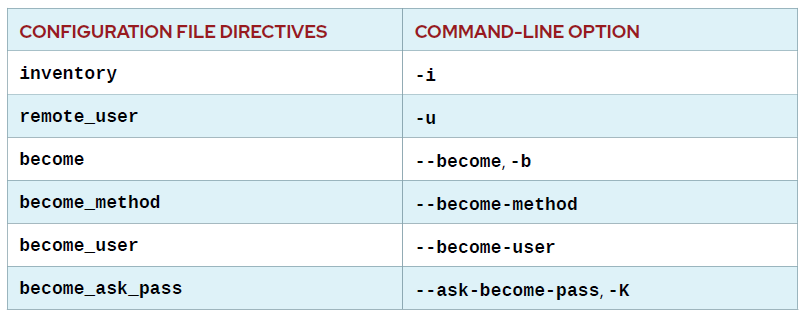 CONFIGURATION FILE DIRECTIVES COMMAND-LINE OPTION
inventory -i
remote_user -u
become --become, -b
become_method --become-method
become_user --become-user
become_ask_pass --ask-become-pass, -K